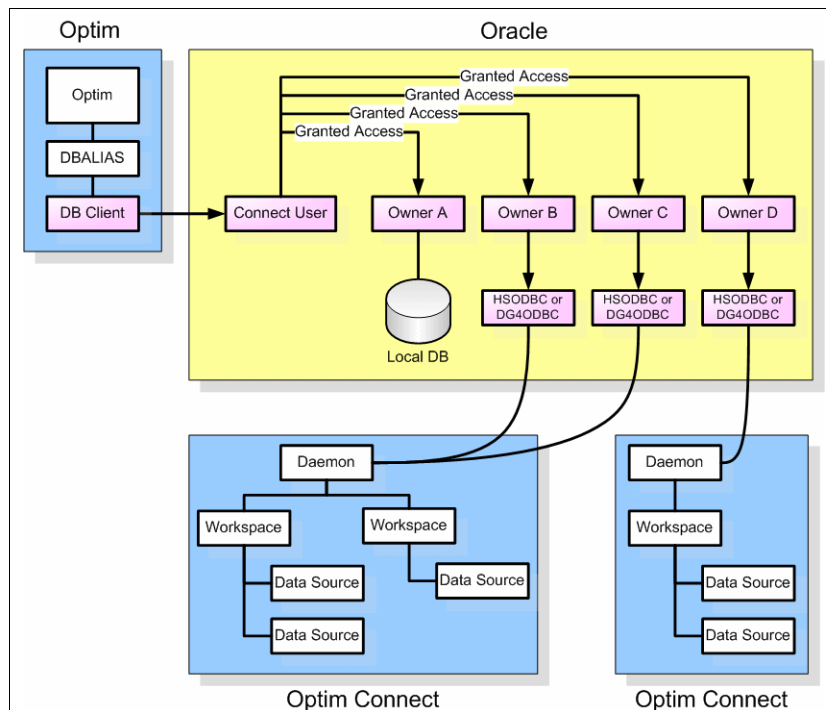 Optim
Oracle
Optim
DBALIAS
DB Client
Granted Access
Granted Access
Granted Access
Granted Access
Connect User
Owner A
Owner B
Owner C
Owner D
Local DB
HSODBC or
DG4ODBC
HSODBC or
DG4ODBC
HSODBC or
DG4ODBC
Daemon
Workspace
Workspace
Data Source
Data Source
Data Source
Optim Connect
Daemon
Workspace
Data Source
Data Source
Optim Connect